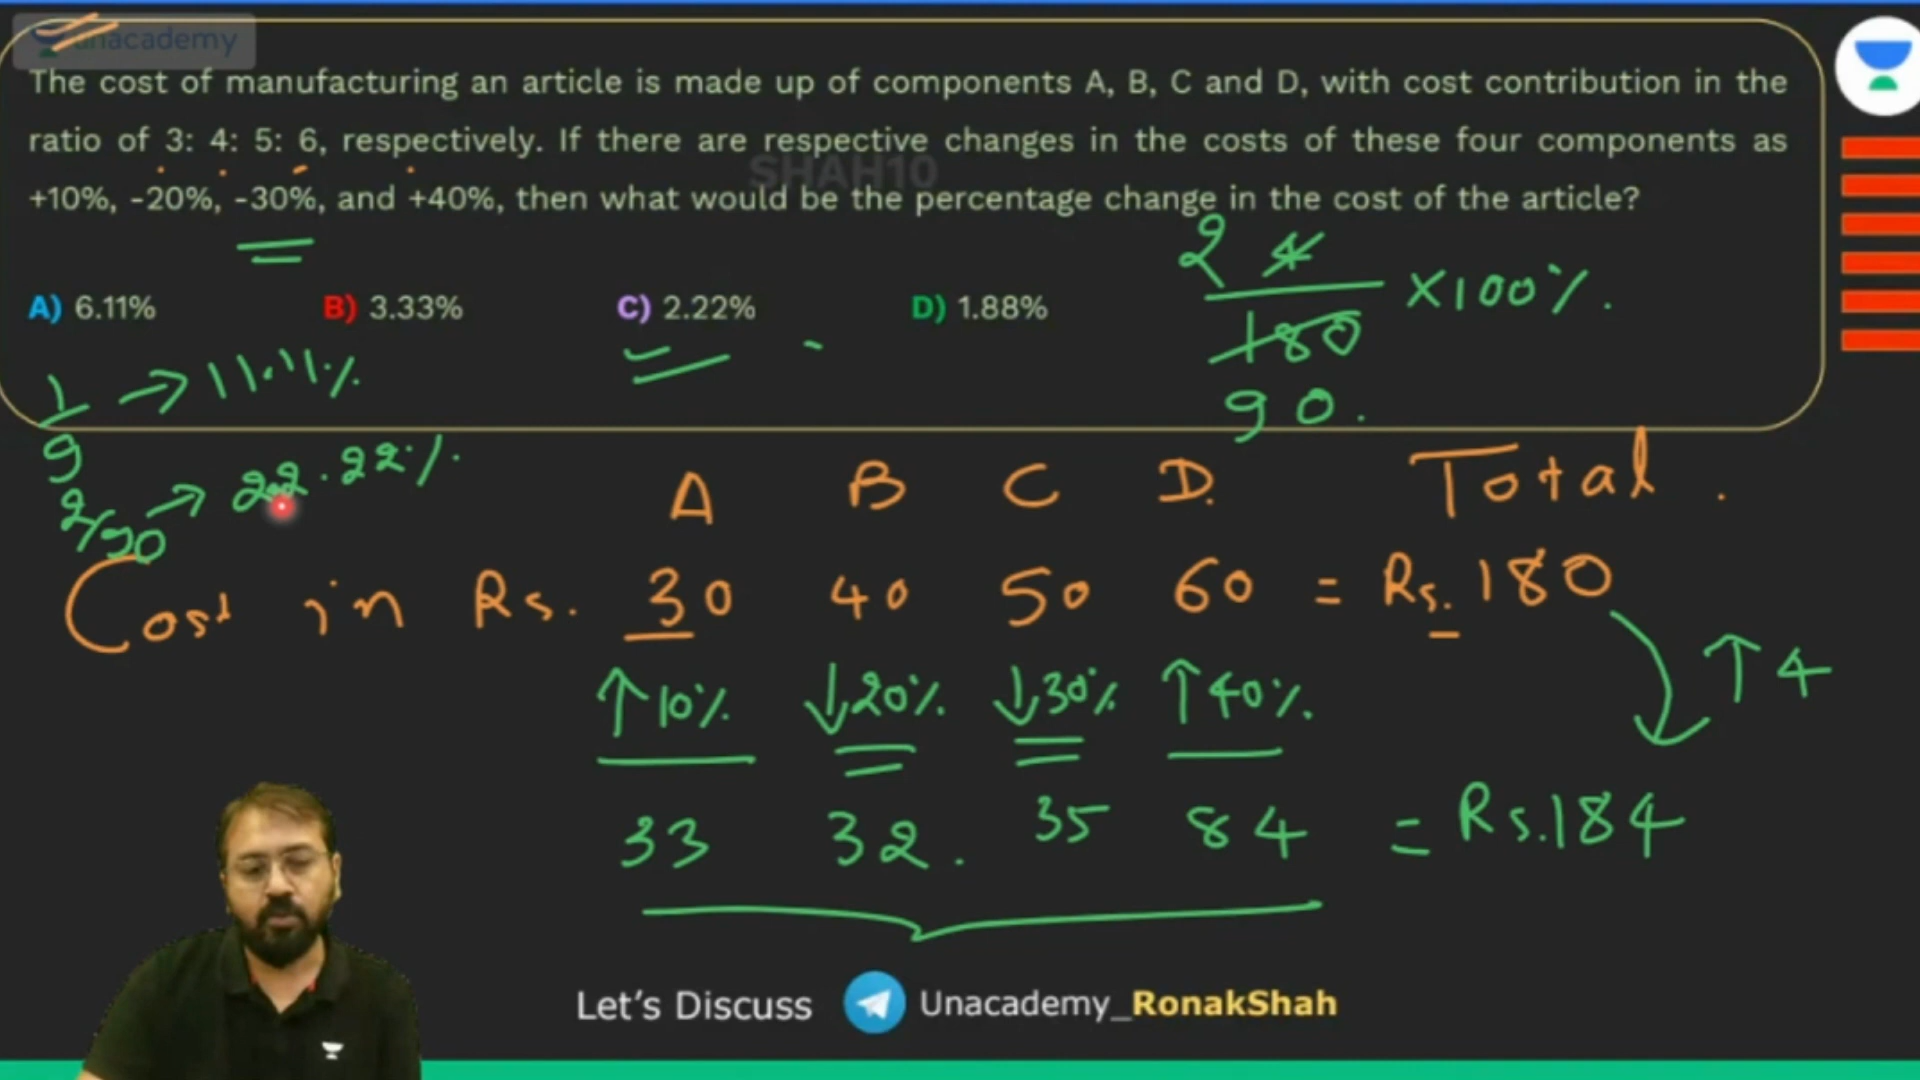 unacademy
The cost of manufacturing an article is made up of components A, B, C and D, with cost contribution in the
ratio of 3: 4: 5: 6, respectively. If there are respective changes in the costs of these four components as
SHAH10
+10%, -20%, -30%, and +40%, then what would be the percentage change in the cost of the article?
A) 6.11% B) 3.33% C) 2.22% D) 1.88%
2 4
180 ×100%.
90.
1/9 → 11.11%
2/90 → 22.22%.
A B C D. Total.
Cost in Rs. 30 40 50 60 = Rs. 180
↑10% ↓20% ↓30% ↑40%. ↑4
33 32. 35 84 = Rs.184
Let's Discuss Unacademy_RonakShah